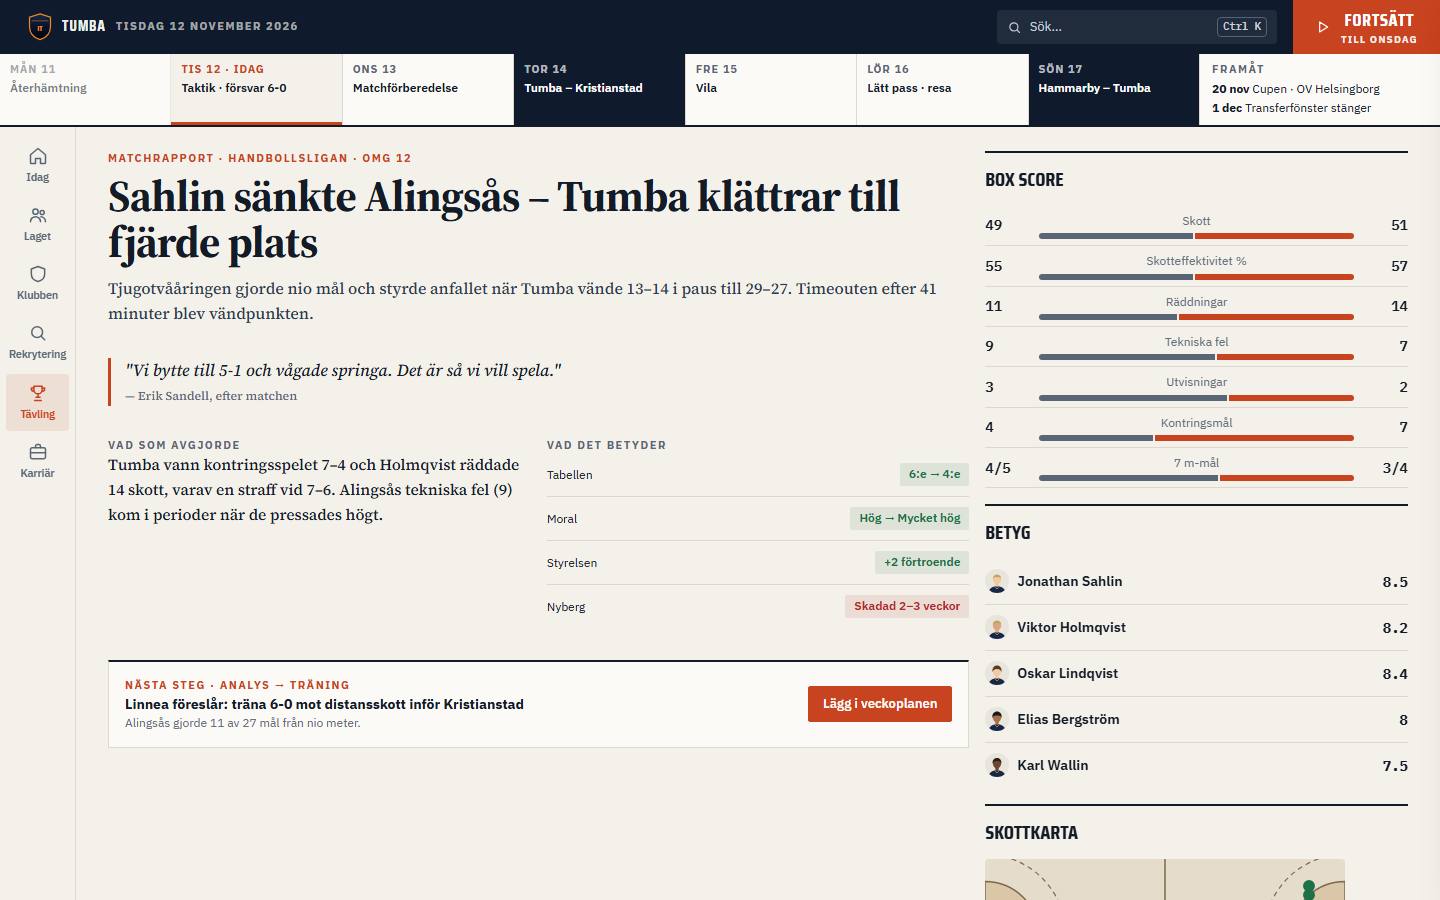 TUMBA TISDAG 12 NOVEMBER 2026
Sök... Ctrl K
FORTSÄTT
TILL ONSDAG
MÅN 11
Återhämtning
TIS 12 · IDAG
Taktik · försvar 6-0
ONS 13
Matchförberedelse
TOR 14
Tumba – Kristianstad
FRE 15
Vila
LÖR 16
Lätt pass · resa
SÖN 17
Hammarby – Tumba
FRAMÅT
20 nov Cupen · OV Helsingborg
1 dec Transferfönster stänger
Idag
Laget
Klubben
Rekrytering
Tävling
Karriär
MATCHRAPPORT · HANDBOLLSLIGAN · OMG 12
Sahlin sänkte Alingsås – Tumba klättrar till
fjärde plats
Tjugotvååringen gjorde nio mål och styrde anfallet när Tumba vände 13–14 i paus till 29–27. Timeouten efter 41
minuter blev vändpunkten.
"Vi bytte till 5-1 och vågade springa. Det är så vi vill spela."
— Erik Sandell, efter matchen
VAD SOM AVGJORDE
Tumba vann kontringsspelet 7–4 och Holmqvist räddade
14 skott, varav en straff vid 7–6. Alingsås tekniska fel (9)
kom i perioder när de pressades högt.
VAD DET BETYDER
Tabellen 6:e → 4:e
Moral Hög → Mycket hög
Styrelsen +2 förtroende
Nyberg Skadad 2–3 veckor
NÄSTA STEG · ANALYS → TRÄNING
Linnea föreslår: träna 6-0 mot distansskott inför Kristianstad
Alingsås gjorde 11 av 27 mål från nio meter.
Lägg i veckoplanen
BOX SCORE
49 Skott 51
55 Skotteffektivitet % 57
11 Räddningar 14
9 Tekniska fel 7
3 Utvisningar 2
4 Kontringsmål 7
4/5 7 m-mål 3/4
BETYG
Jonathan Sahlin 8.5
Viktor Holmqvist 8.2
Oskar Lindqvist 8.4
Elias Bergström 8
Karl Wallin 7.5
SKOTTKARTA